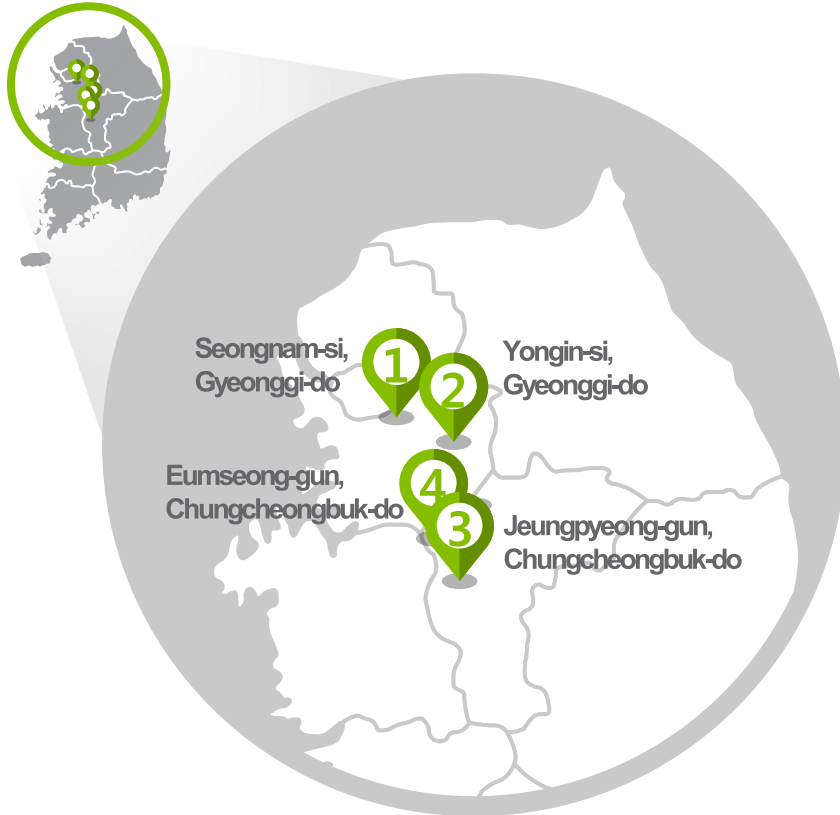 Seongnam-si,
Gyeonggi-do
1
2
Yongin-si,
Gyeonggi-do
Eumseong-gun,
Chungcheongbuk-do
4
3
Jeungpyeong-gun,
Chungcheongbuk-do